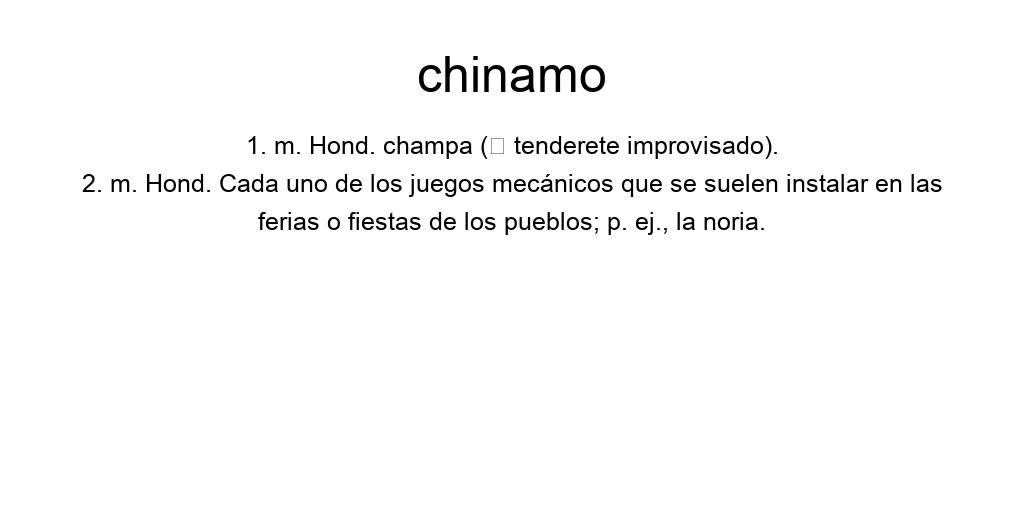 chinamo
1. m. Hond. champa (□ tenderete improvisado).
2. m. Hond. Cada uno de los juegos mecánicos que se suelen instalar en las
ferias o fiestas de los pueblos; p. ej., la noria.